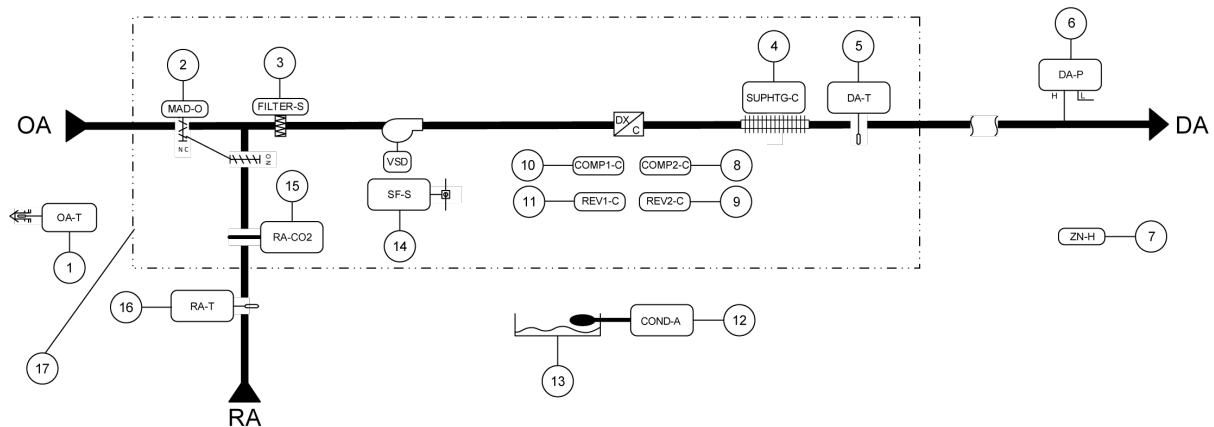 6
2
3
4
5
DA-P
MAD-O
FILTER-S
SUPHTG-C
DA-T
H
L
OA
DX
C
DA
N C
VSD
N O
10
COMP1-C
COMP2-C
8
15
SF-S
11
REV1-C
REV2-C
9
OA-T
RA-CO2
ZN-H
7
14
1
16
RA-T
COND-A
12
17
13
RA